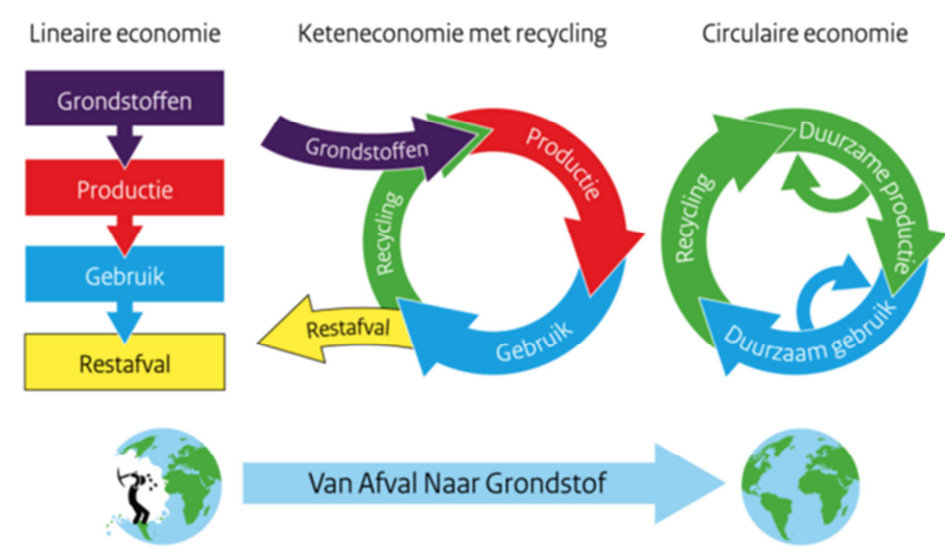 Lineaire economie
Grondstoffen
Productie
Gebruik
Restafval
Keteneconomie met recycling
Grondstoffen
Productie
Gebruik
Recycling
Restafval
Circulaire economie
Duurzame productie
Duurzaam gebruik
Recycling
Van Afval Naar Grondstof